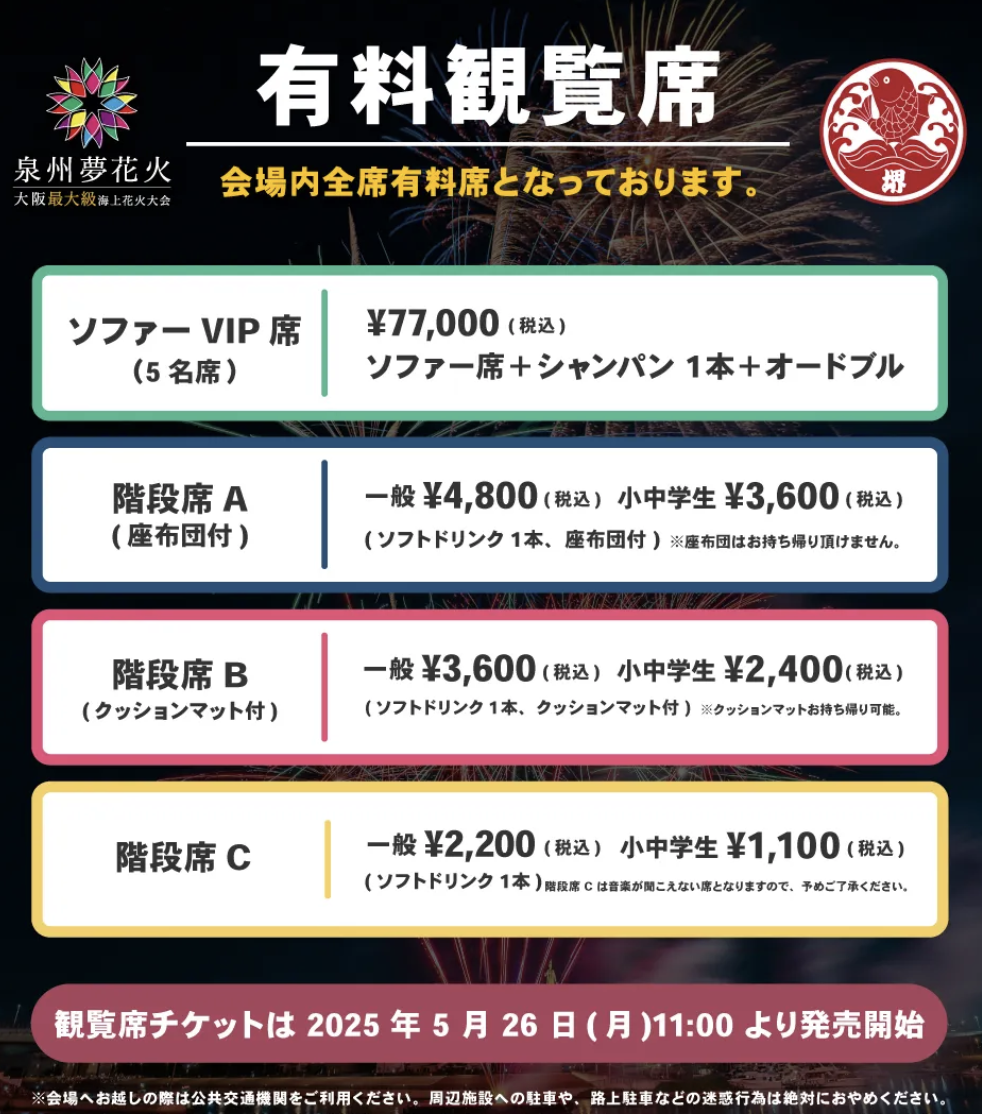 有料観覧席
泉州夢花火
大阪最大級海上花火大会
堺
会場内全席有料席となっております。
ソファー VIP 席
(5 名席)
¥77,000 (税込)
ソファー席＋シャンパン 1本＋オードブル
階段席 A
(座布団付)
一般 ¥4,800 (税込) 小中学生 ¥3,600 (税込)
(ソフトドリンク 1本、座布団付) ※座布団はお持ち帰り頂けません。
階段席 B
(クッションマット付)
一般 ¥3,600 (税込) 小中学生 ¥2,400 (税込)
(ソフトドリンク 1本、クッションマット付) ※クッションマットお持ち帰り可能。
階段席 C
一般 ¥2,200 (税込) 小中学生 ¥1,100 (税込)
(ソフトドリンク 1本) 階段席 C は音楽が聞こえない席となりますので、予めご了承ください。
観覧席チケットは 2025 年 5 月 26 日(月)11:00 より発売開始
※会場へお越しの際は公共交通機関をご利用ください。周辺施設への駐車や、路上駐車などの迷惑行為は絶対におやめください。